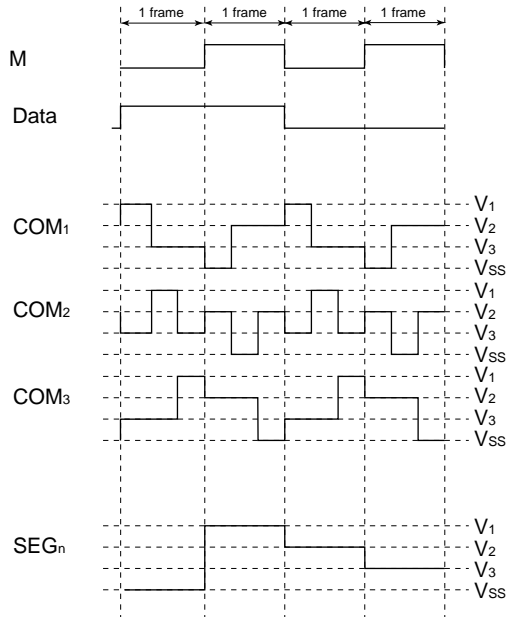 1 frame 1 frame 1 frame 1 frame
M
Data
V1
COM1 V2
V3
VSS
V1
COM2 V2
V3
VSS
V1
COM3 V2
V3
VSS
V1
SEGn V2
V3
VSS